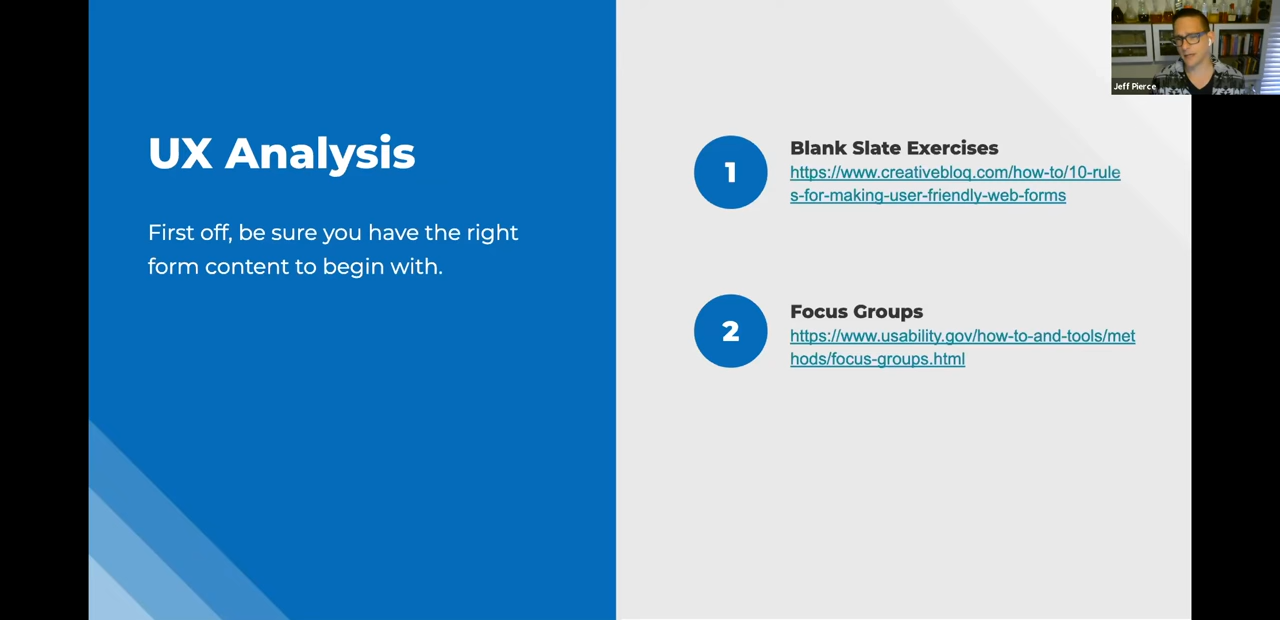 UX Analysis
First off, be sure you have the right
form content to begin with.
1
Blank Slate Exercises
https://www.creativebloq.com/how-to/10-rule
s-for-making-user-friendly-web-forms
2
Focus Groups
https://www.usability.gov/how-to-and-tools/met
hods/focus-groups.html
Jeff Pierce